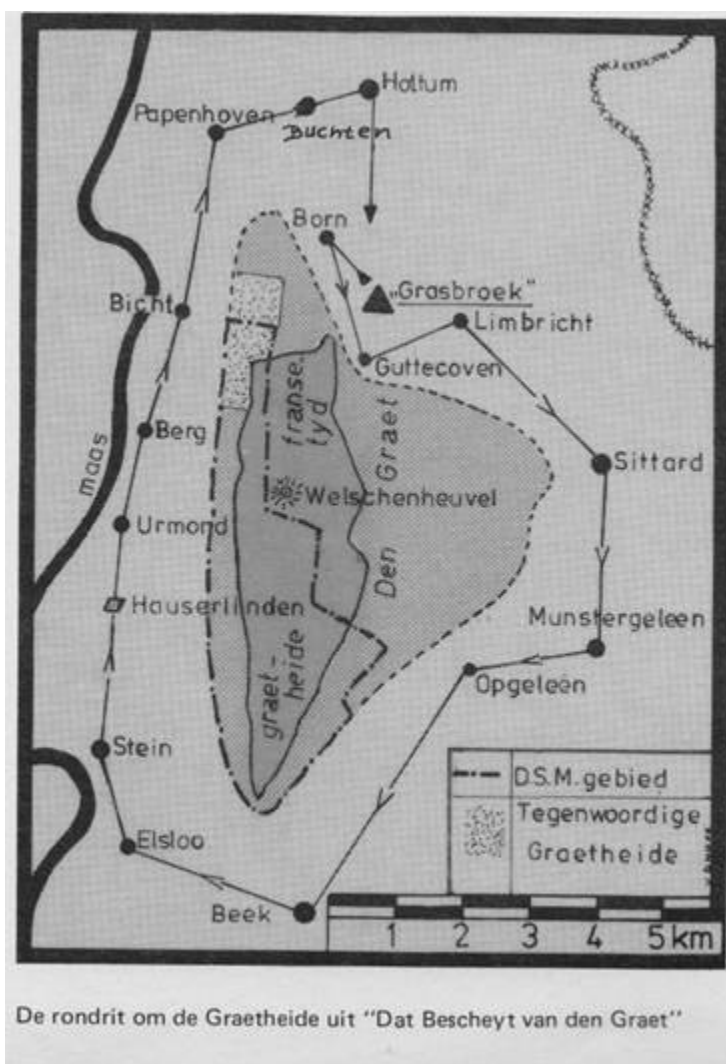 Holtum
Papenhoven
Buchten
Born
"Grasbroek"
Bicht
Limbricht
Guttecoven
franse
tyd
Graet
Berg
maas
Sittard
Welschenheuvel
Urmond
Den
Hauserlinden
Munstergeleen
graet-
heide
Opgeleen
Stein
D.S.M. gebied
Tegenwoordige
Graetheide
Elsloo
Beek
1 2 3 4 5 km
De rondrit om de Graetheide uit "Dat Bescheyt van den Graet"